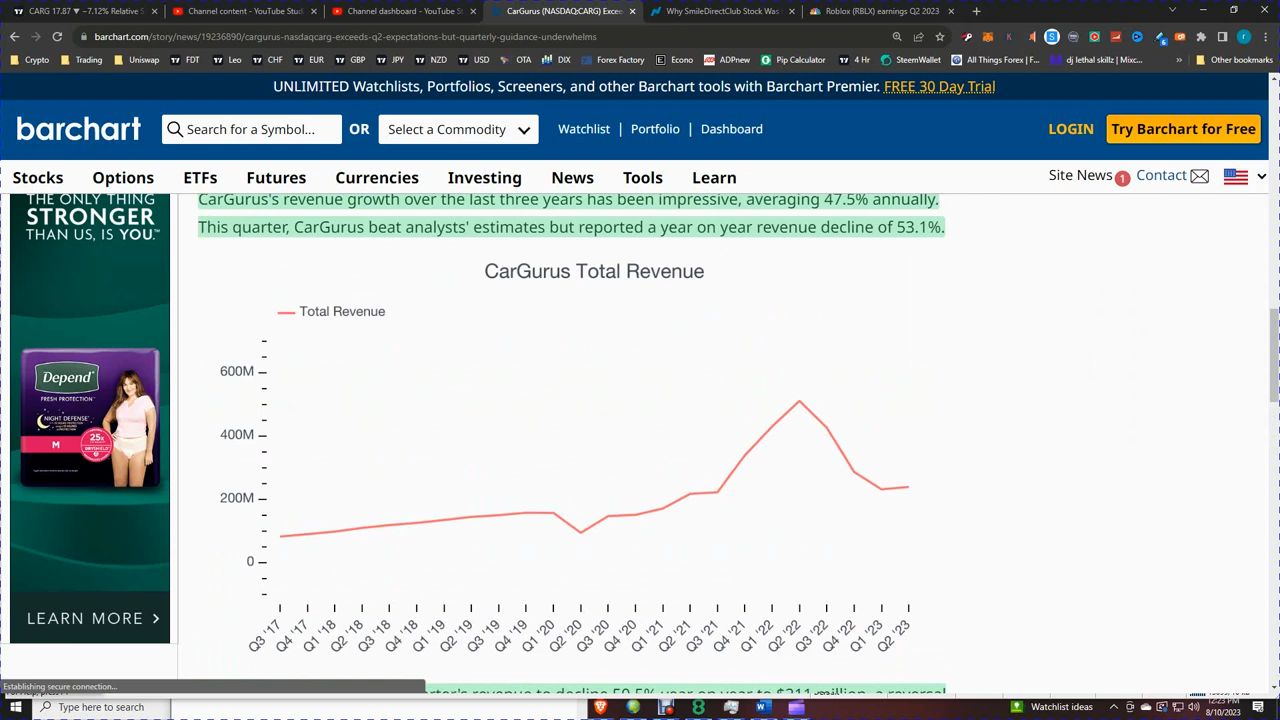 CARG 17.87 ▼ −7.12% Relative S
Channel content - YouTube Stud
Channel dashboard - YouTube S
CarGurus (NASDAQ:CARG) Excee
Why SmileDirectClub Stock Was
Roblox (RBLX) earnings Q2 2023
barchart.com/story/news/19236890/cargurus-nasdaqcarg-exceeds-q2-expectations-but-quarterly-guidance-underwhelms
Crypto
Trading
Uniswap
FDT
Leo
CHF
EUR
JPY
NZD
USD
OTA
DIX
Forex Factory
Econo
ADPnew
Pip Calculator
4 Hr
SteemWallet
All Things Forex | F...
dj lethal skillz | Mixc...
Other bookmarks
UNLIMITED Watchlists, Portfolios, Screeners, and other Barchart tools with Barchart Premier. FREE 30 Day Trial
barchart
Search for a Symbol...
OR
Select a Commodity
Watchlist | Portfolio | Dashboard
LOGIN
Try Barchart for Free
Stocks
Options
ETFs
Futures
Currencies
Investing
News
Tools
Learn
Site News 1
Contact
THE ONLY THING
STRONGER
THAN US, IS YOU.™
Depend
FRESH PROTECTION
NIGHT DEFENSE
M
25x
LEARN MORE
CarGurus's revenue growth over the last three years has been impressive, averaging 47.5% annually.
This quarter, CarGurus beat analysts' estimates but reported a year on year revenue decline of 53.1%.
CarGurus Total Revenue
Total Revenue
600M
400M
200M
0
Q3 '17
Q4 '17
Q1 '18
Q2 '18
Q3 '18
Q4 '18
Q1 '19
Q2 '19
Q3 '19
Q4 '19
Q1 '20
Q2 '20
Q3 '20
Q4 '20
Q1 '21
Q2 '21
Q3 '21
Q4 '21
Q1 '22
Q2 '22
Q3 '22
Q4 '22
Q1 '23
Q2 '23
Establishing secure connection...
Type here to search
Watchlist ideas
12:23 PM
8/10/2023